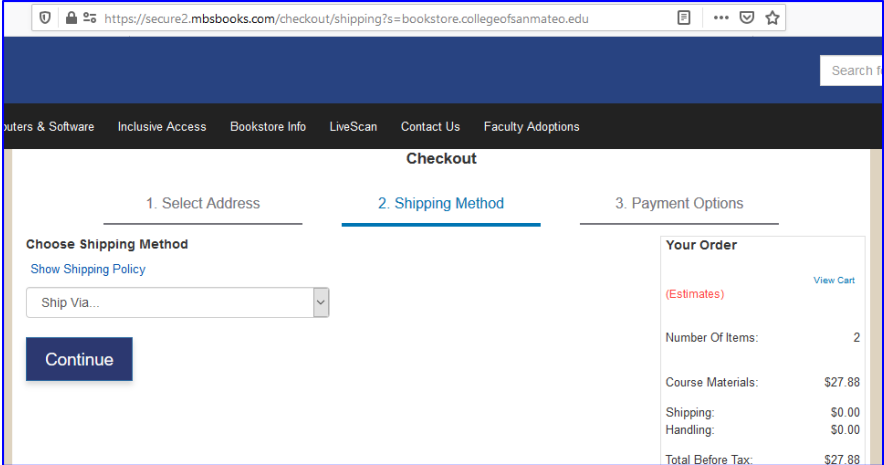 https://secure2.mbsbooks.com/checkout/shipping?s=bookstore.collegeofsanmateo.edu
Search
& Software Inclusive Access Bookstore Info LiveScan Contact Us Faculty Adoptions
Checkout
1. Select Address 2. Shipping Method 3. Payment Options
Choose Shipping Method
Show Shipping Policy
Ship Via...
Continue
Your Order
View Cart
(Estimates)
Number Of Items: 2
Course Materials: $27.88
Shipping: $0.00
Handling: $0.00
Total Before Tax: $27.88